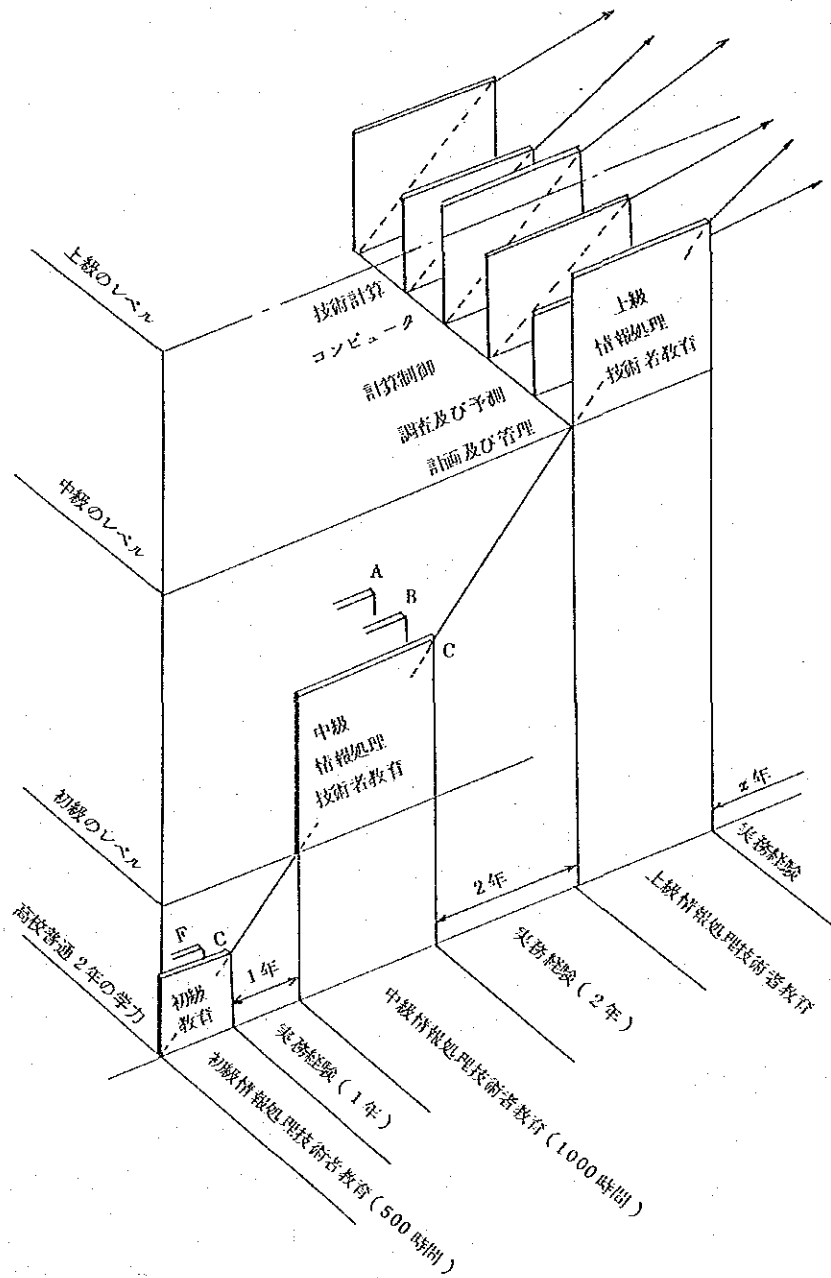 上級のレベル
技術計算
コンピュータ
計算制御
調査及び予測
計画及び管理
上級
情報処理
技術者教育
中級のレベル
A
B
C
中級
情報処理
技術者教育
初級のレベル
x年
実務経験
2年
上級情報処理技術者教育
高校普通2年の学力
F
C
1年
初級
教育
実務経験(2年)
中級情報処理技術者教育(1000時間)
実務経験(1年)
初級情報処理技術者教育(500時間)